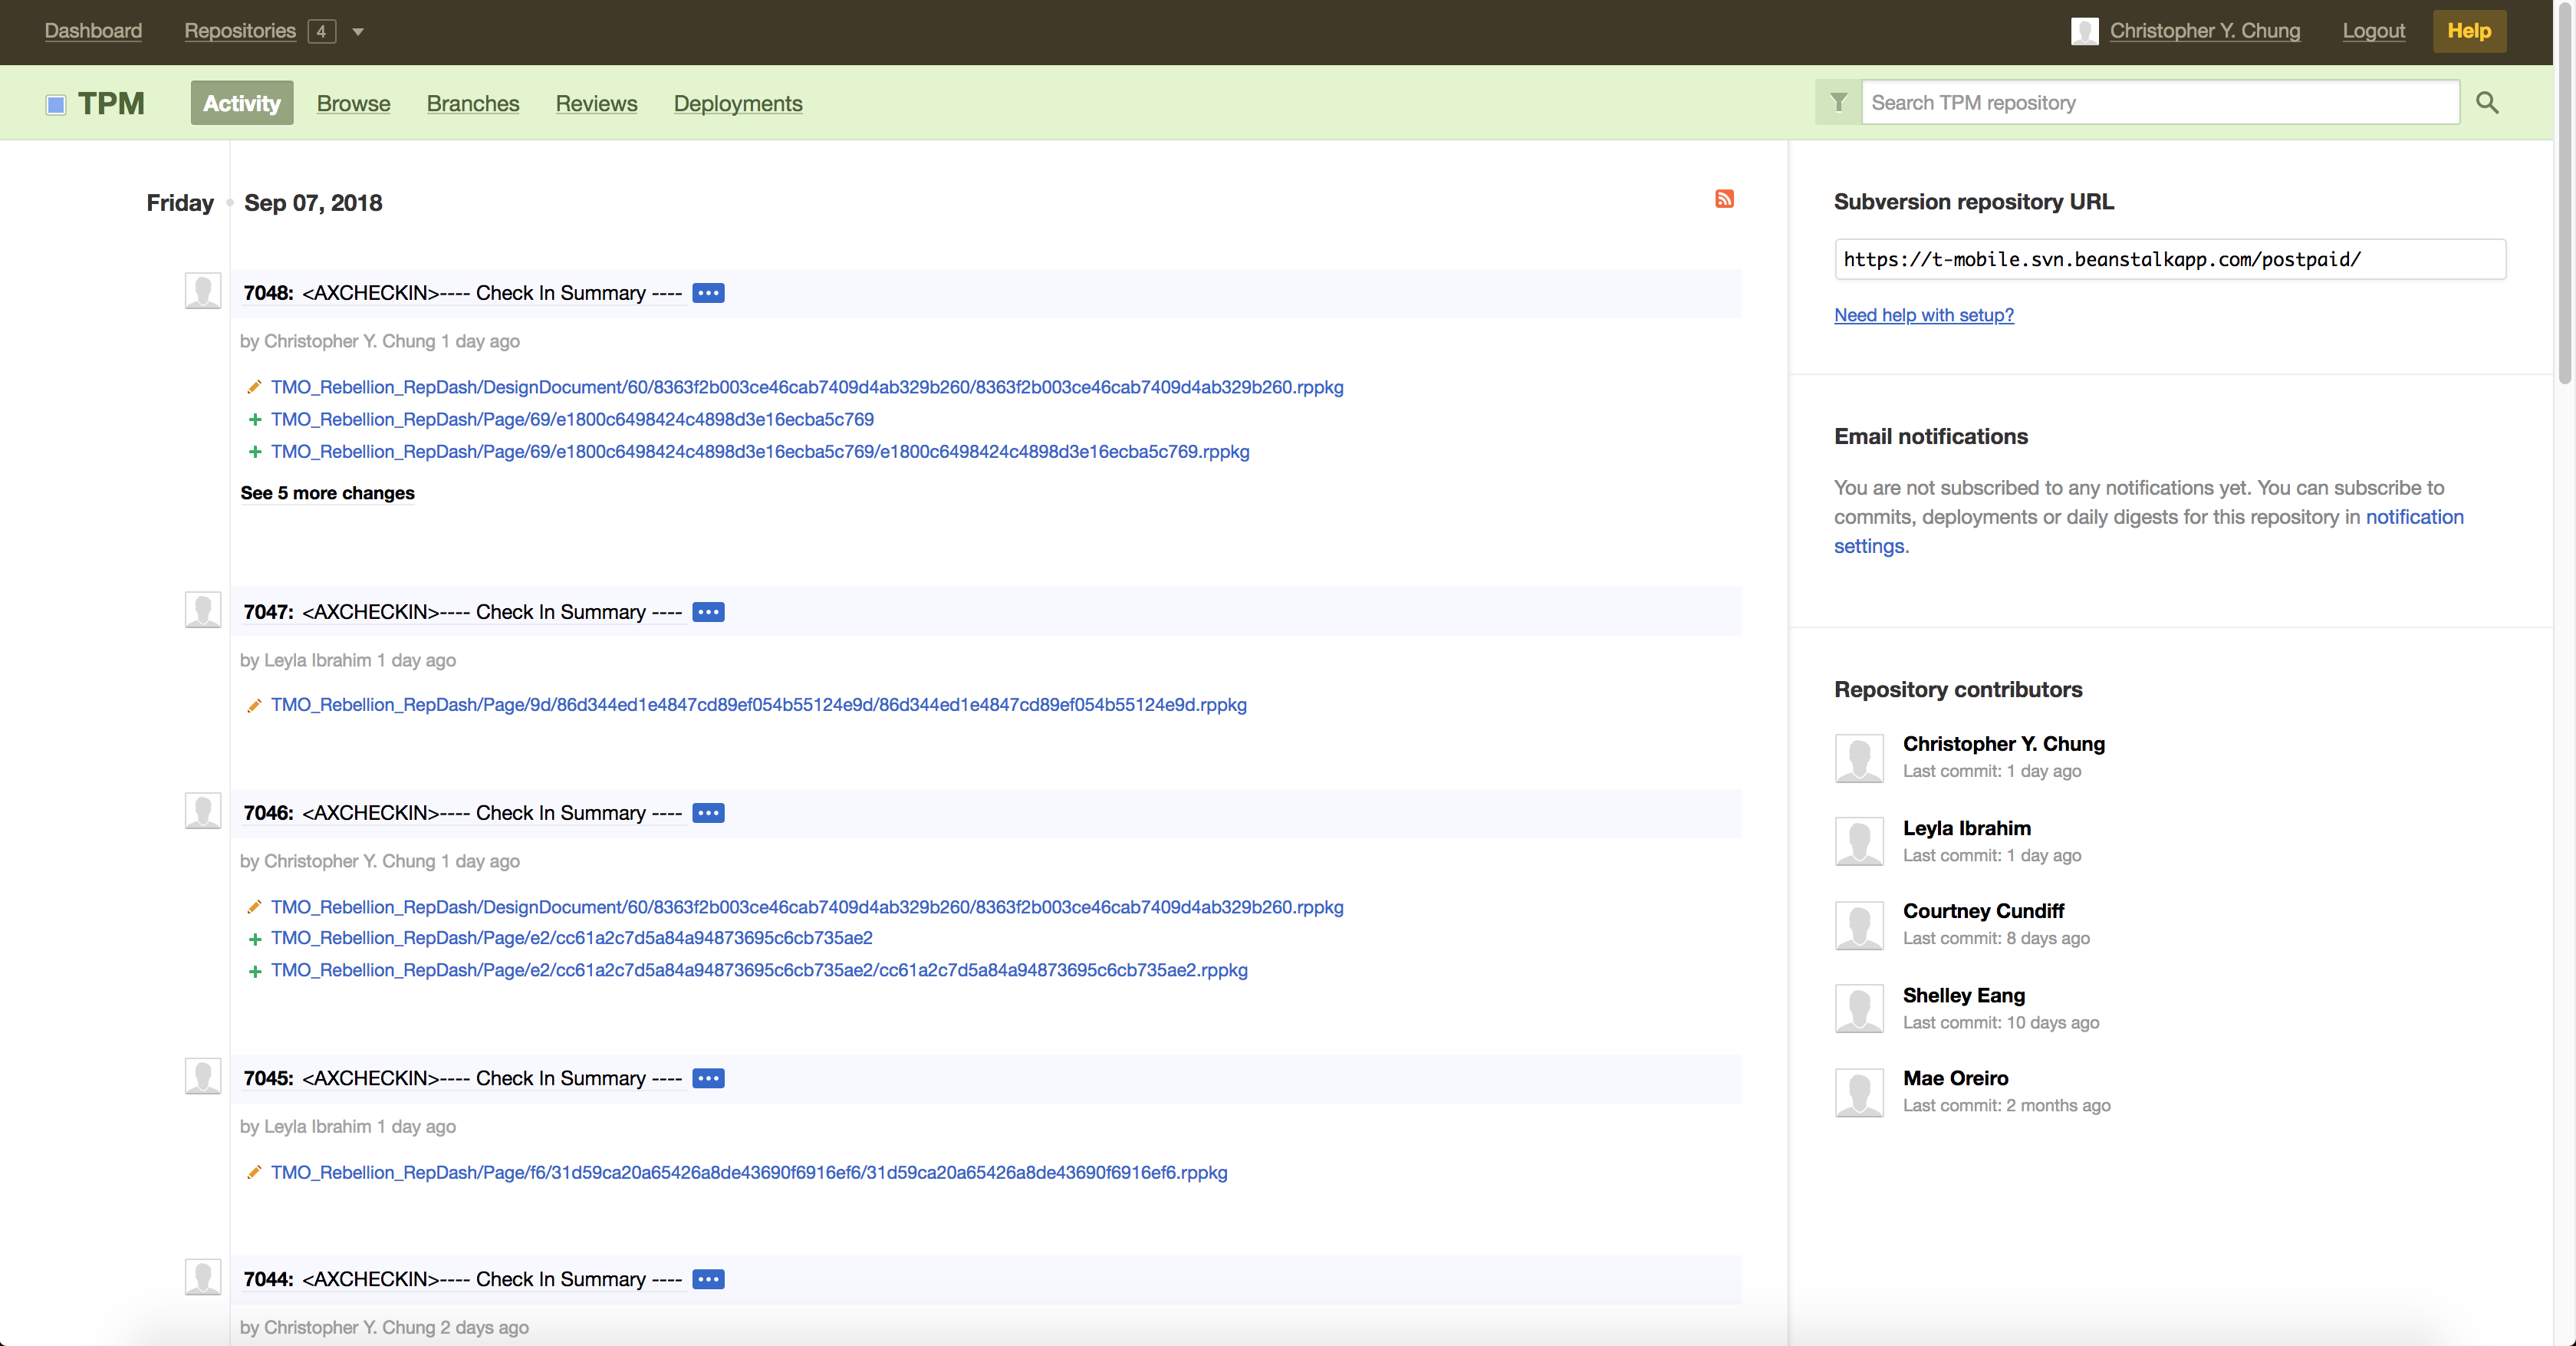 Dashboard Repositories 4 Christopher Y. Chung Logout Help
TPM Activity Browse Branches Reviews Deployments Search TPM repository
Friday Sep 07, 2018
7048: <AXCHECKIN>---- Check In Summary ----
by Christopher Y. Chung 1 day ago
TMO_Rebellion_RepDash/DesignDocument/60/8363f2b003ce46cab7409d4ab329b260/8363f2b003ce46cab7409d4ab329b260.rppkg
TMO_Rebellion_RepDash/Page/69/e1800c6498424c4898d3e16ecba5c769
TMO_Rebellion_RepDash/Page/69/e1800c6498424c4898d3e16ecba5c769/e1800c6498424c4898d3e16ecba5c769.rppkg
See 5 more changes
7047: <AXCHECKIN>---- Check In Summary ----
by Leyla Ibrahim 1 day ago
TMO_Rebellion_RepDash/Page/9d/86d344ed1e4847cd89ef054b55124e9d/86d344ed1e4847cd89ef054b55124e9d.rppkg
7046: <AXCHECKIN>---- Check In Summary ----
by Christopher Y. Chung 1 day ago
TMO_Rebellion_RepDash/DesignDocument/60/8363f2b003ce46cab7409d4ab329b260/8363f2b003ce46cab7409d4ab329b260.rppkg
TMO_Rebellion_RepDash/Page/e2/cc61a2c7d5a84a94873695c6cb735ae2
TMO_Rebellion_RepDash/Page/e2/cc61a2c7d5a84a94873695c6cb735ae2/cc61a2c7d5a84a94873695c6cb735ae2.rppkg
7045: <AXCHECKIN>---- Check In Summary ----
by Leyla Ibrahim 1 day ago
TMO_Rebellion_RepDash/Page/f6/31d59ca20a65426a8de43690f6916ef6/31d59ca20a65426a8de43690f6916ef6.rppkg
7044: <AXCHECKIN>---- Check In Summary ----
by Christopher Y. Chung 2 days ago
Subversion repository URL
https://t-mobile.svn.beanstalkapp.com/postpaid/
Need help with setup?
Email notifications
You are not subscribed to any notifications yet. You can subscribe to
commits, deployments or daily digests for this repository in notification
settings.
Repository contributors
Christopher Y. Chung
Last commit: 1 day ago
Leyla Ibrahim
Last commit: 1 day ago
Courtney Cundiff
Last commit: 8 days ago
Shelley Eang
Last commit: 10 days ago
Mae Oreiro
Last commit: 2 months ago